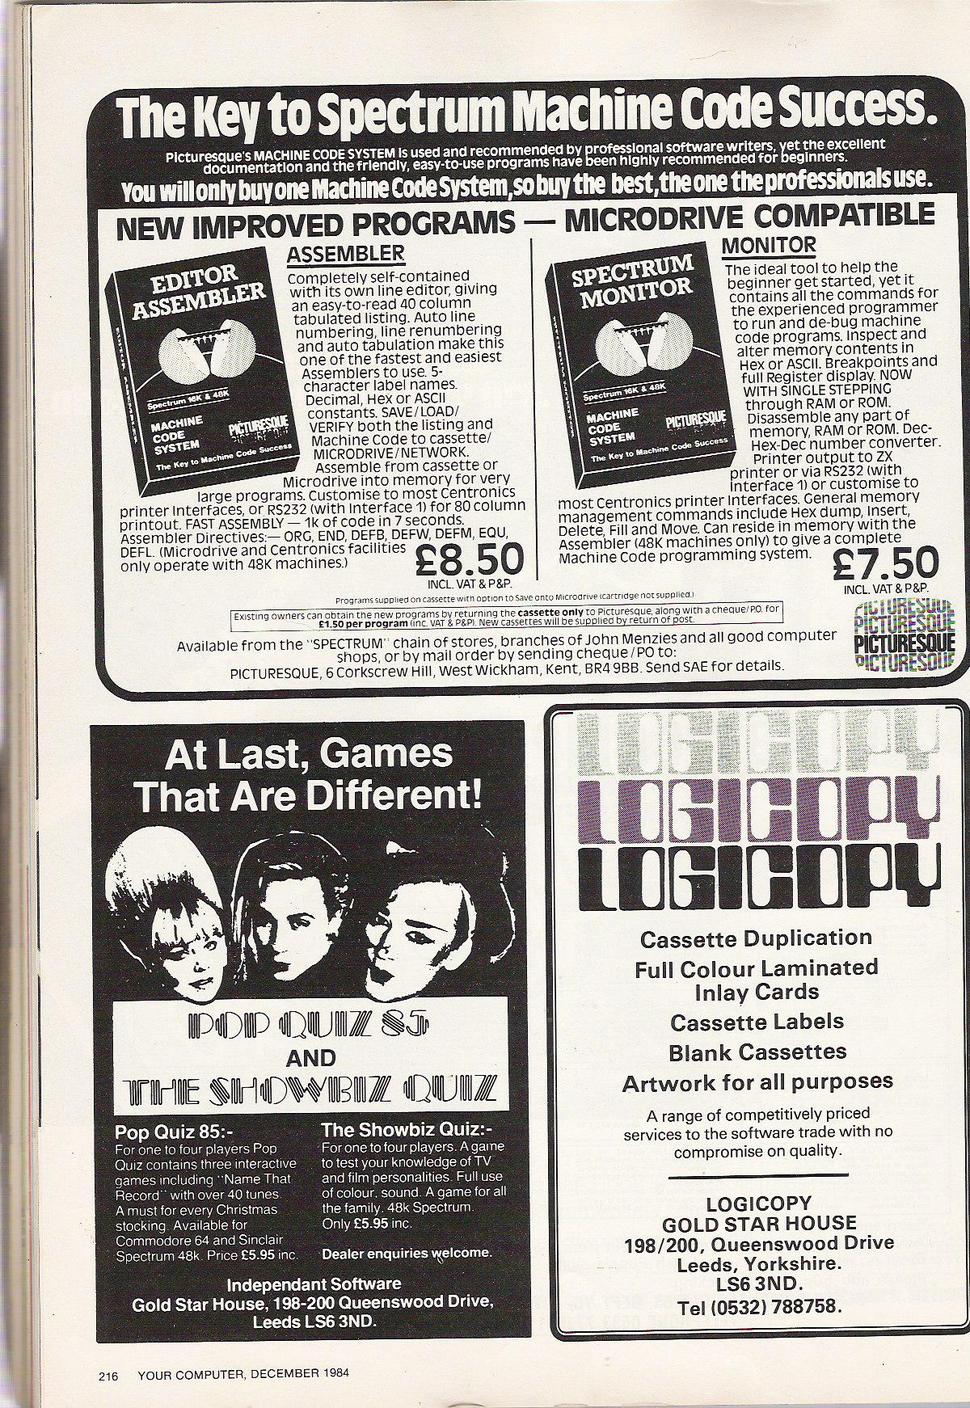 The Key to Spectrum Machine Code Success.
Picturesque's MACHINE CODE SYSTEM is used and recommended by professional software writers, yet the excellent
documentation and the friendly, easy-to-use programs have been highly recommended for beginners.
You will only buy one Machine Code System, so buy the best, the one the professionals use.
NEW IMPROVED PROGRAMS — MICRODRIVE COMPATIBLE
EDITOR
ASSEMBLER
Spectrum 16K & 48K
MACHINE
CODE
SYSTEM
PICTURESQUE
The Key to Machine Code Success
ASSEMBLER
Completely self-contained
with its own line editor, giving
an easy-to-read 40 column
tabulated listing. Auto line
numbering, line renumbering
and auto tabulation make this
one of the fastest and easiest
Assemblers to use. 5-
character label names.
Decimal, Hex or ASCII
constants. SAVE/LOAD/
VERIFY both the listing and
Machine Code to cassette/
MICRODRIVE/NETWORK.
Assemble from cassette or
Microdrive into memory for very
large programs. Customise to most Centronics
printer Interfaces, or RS232 (with Interface 1) for 80 column
printout. FAST ASSEMBLY — 1k of code in 7 seconds.
Assembler Directives:— ORG, END, DEFB, DEFW, DEFM, EQU,
DEFL. (Microdrive and Centronics facilities
only operate with 48K machines.)
£8.50
INCL. VAT & P&P.
SPECTRUM
MONITOR
Spectrum 16K & 48K
MACHINE
CODE
SYSTEM
PICTURESQUE
The Key to Machine Code Success
MONITOR
The ideal tool to help the
beginner get started, yet it
contains all the commands for
the experienced programmer
to run and de-bug machine
code programs. Inspect and
alter memory contents in
Hex or ASCII. Breakpoints and
full Register display. NOW
WITH SINGLE STEPPING
through RAM or ROM.
Disassemble any part of
memory, RAM or ROM. Dec-
Hex-Dec number converter.
Printer output to ZX
printer or via RS232 (with
Interface 1) or customise to
most Centronics printer Interfaces. General memory
management commands include Hex dump, Insert,
Delete, Fill and Move. Can reside in memory with the
Assembler (48K machines only) to give a complete
Machine Code programming system.
£7.50
INCL. VAT & P&P.
Programs supplied on cassette with option to Save onto Microdrive (cartridge not supplied.)
Existing owners can obtain the new programs by returning the cassette only to Picturesque, along with a cheque/P.O. for
£1.50 per program (inc. VAT & P&P). New cassettes will be supplied by return of post.
Available from the "SPECTRUM" chain of stores, branches of John Menzies and all good computer
shops, or by mail order by sending cheque/PO to:
PICTURESQUE, 6 Corkscrew Hill, West Wickham, Kent, BR4 9BB. Send SAE for details.
PICTURESQUE
PICTURESQUE
PICTURESQUE
PICTURESQUE
At Last, Games
That Are Different!
POP QUIZ 85
AND
THE SHOWBIZ QUIZ
Pop Quiz 85:-
For one to four players Pop
Quiz contains three interactive
games including "Name That
Record" with over 40 tunes.
A must for every Christmas
stocking. Available for
Commodore 64 and Sinclair
Spectrum 48k. Price £5.95 inc.
The Showbiz Quiz:-
For one to four players. A game
to test your knowledge of TV
and film personalities. Full use
of colour, sound. A game for all
the family. 48k Spectrum.
Only £5.95 inc.
Dealer enquiries welcome.
Independant Software
Gold Star House, 198-200 Queenswood Drive,
Leeds LS6 3ND.
LOGICOPY
LOGICOPY
LOGICOPY
Cassette Duplication
Full Colour Laminated
Inlay Cards
Cassette Labels
Blank Cassettes
Artwork for all purposes
A range of competitively priced
services to the software trade with no
compromise on quality.
LOGICOPY
GOLD STAR HOUSE
198/200, Queenswood Drive
Leeds, Yorkshire.
LS6 3ND.
Tel (0532) 788758.
216 YOUR COMPUTER, DECEMBER 1984